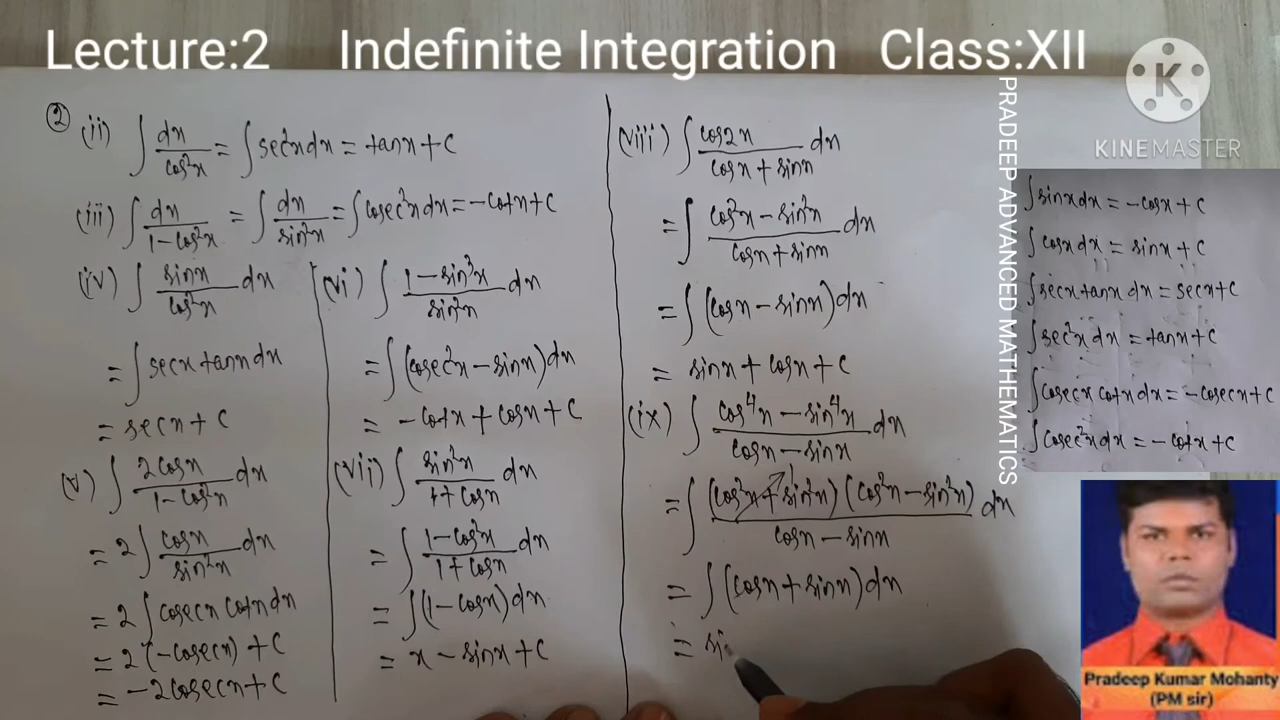 Lecture:2 Indefinite Integration Class:XII
K
KINEMASTER
PRADEEP ADVANCED MATHEMATICS
② (ii) ∫ dx/cos²x = ∫ sec²x dx = tanx + c
(iii) ∫ dx/(1 − cos²x) = ∫ dx/sin²x = ∫ cosec²x dx = −cotx + c
(iv) ∫ sinx/cos²x dx
= ∫ secx tanx dx
= secx + c
(v) ∫ 2cosx/(1 − cos²x) dx
= 2 ∫ cosx/sin²x dx
= 2 ∫ cosecx cotx dx
= 2 (−cosecx) + c
= −2cosecx + c
(vi) ∫ (1 − sin³x)/sin²x dx
= ∫ (cosec²x − sinx) dx
= −cotx + cosx + c
(vii) ∫ sin²x/(1 + cosx) dx
= ∫ (1 − cos²x)/(1 + cosx) dx
= ∫ (1 − cosx) dx
= x − sinx + c
(viii) ∫ cos2x/(cosx + sinx) dx
= ∫ (cos²x − sin²x)/(cosx + sinx) dx
= ∫ (cosx − sinx) dx
= sinx + cosx + c
(ix) ∫ (cos⁴x − sin⁴x)/(cosx − sinx) dx
= ∫ (cos²x + sin²x)(cos²x − sin²x)/(cosx − sinx) dx
= ∫ (cosx + sinx) dx
= si
∫ sinx dx = −cosx + c
∫ cosx dx = sinx + c
∫ secx tanx dx = secx + c
∫ sec²x dx = tanx + c
∫ cosecx cotx dx = −cosecx + c
∫ cosec²x dx = −cotx + c
Pradeep Kumar Mohanty
(PM sir)